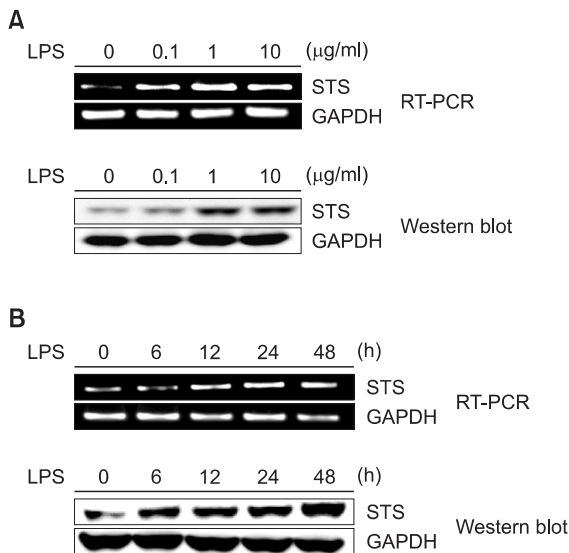 A
LPS 0 0.1 1 10 (μg/ml)
STS
GAPDH
RT-PCR
LPS 0 0.1 1 10 (μg/ml)
STS
GAPDH
Western blot
B
LPS 0 6 12 24 48 (h)
STS
GAPDH
RT-PCR
LPS 0 6 12 24 48 (h)
STS
GAPDH
Western blot